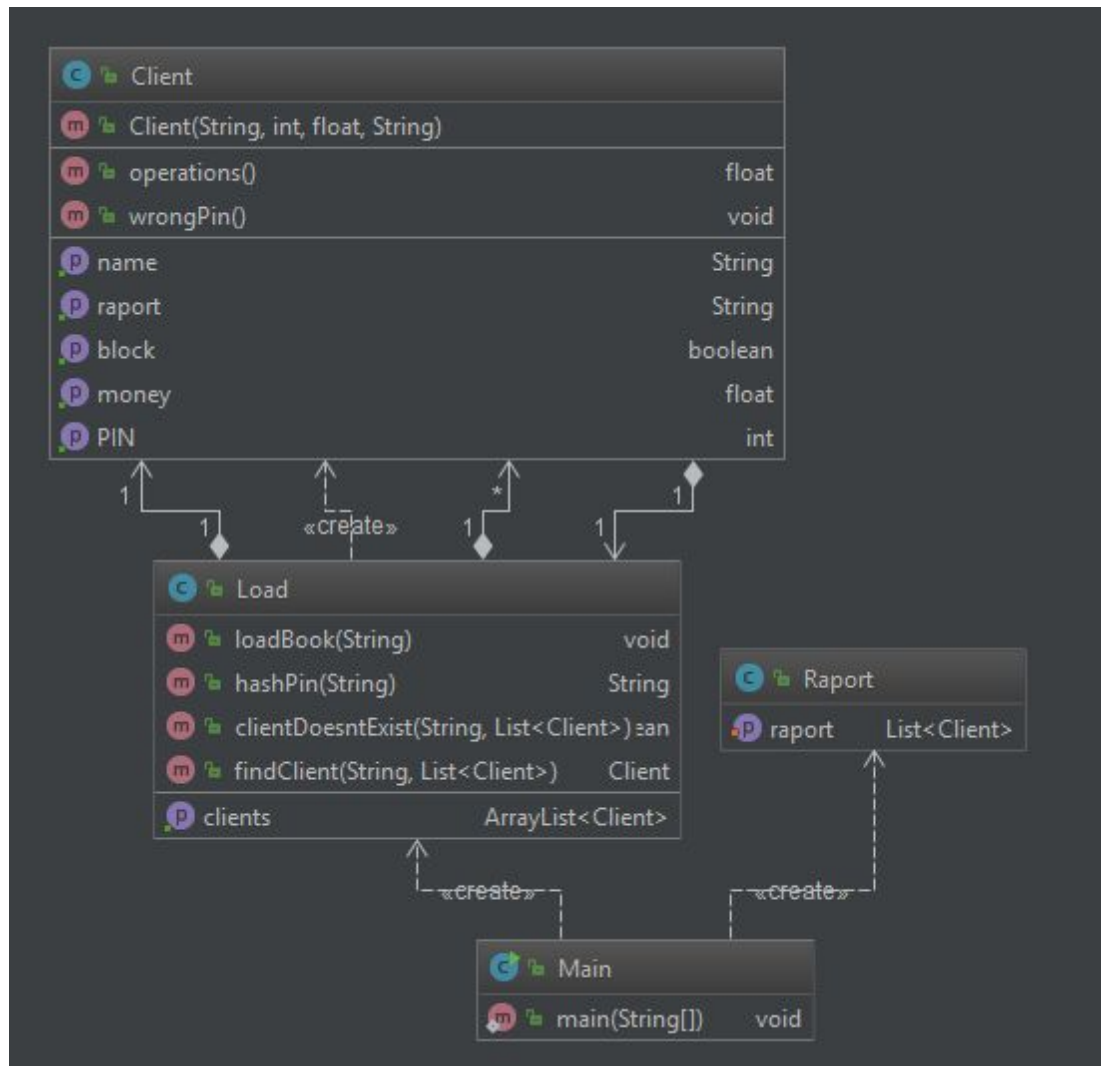 Client
Client(String, int, float, String)
operations() float
wrongPin() void
name String
raport String
block boolean
money float
PIN int
1 * 1
1 «create» 1 1
Load
loadBook(String) void
hashPin(String) String
clientDoesntExist(String, List<Client>) ean
findClient(String, List<Client>) Client
clients ArrayList<Client>
Raport
raport List<Client>
«create» «create»
Main
main(String[]) void